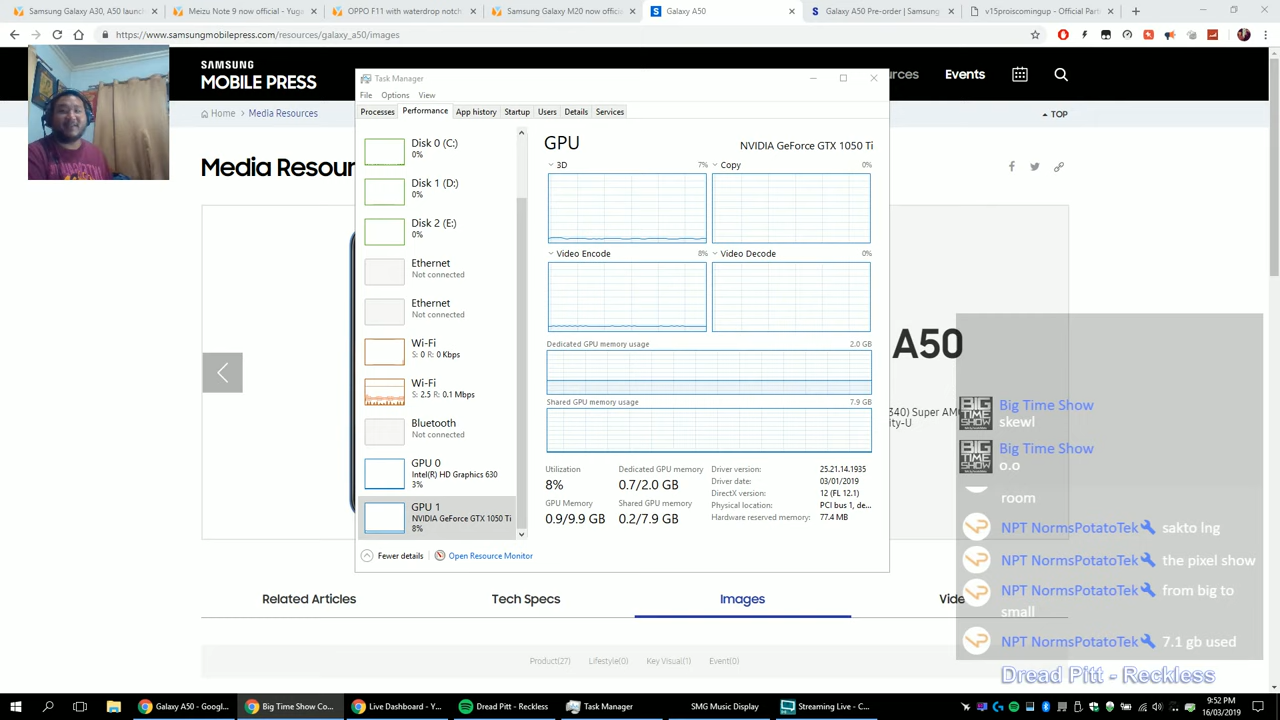 Samsung Galaxy A30, A50 launch
Meizu Note 9 now official - Yuga
OPPO F11 with waterdrop notch
Samsung Galaxy M20 now offici
Galaxy A50
Galaxy A50 Pre-order | Samsung
v15proiscomingup - Official Part
https://www.samsungmobilepress.com/resources/galaxy_a50/images
SAMSUNG
MOBILE PRESS
Events
Home > Media Resources
TOP
Media Resour
Task Manager
File Options View
Processes Performance App history Startup Users Details Services
Disk 0 (C:)
0%
Disk 1 (D:)
0%
Disk 2 (E:)
0%
Ethernet
Not connected
Ethernet
Not connected
Wi-Fi
S: 0 R: 0 Kbps
Wi-Fi
S: 2.5 R: 0.1 Mbps
Bluetooth
Not connected
GPU 0
Intel(R) HD Graphics 630
3%
GPU 1
NVIDIA GeForce GTX 1050 Ti
8%
GPU
NVIDIA GeForce GTX 1050 Ti
3D 7% Copy 0%
Video Encode 8% Video Decode 0%
Dedicated GPU memory usage 2.0 GB
Shared GPU memory usage 7.9 GB
Utilization
8%
Dedicated GPU memory
0.7/2.0 GB
GPU Memory
0.9/9.9 GB
Shared GPU memory
0.2/7.9 GB
Driver version: 25.21.14.1935
Driver date: 03/01/2019
DirectX version: 12 (FL 12.1)
Physical location: PCI bus 1, de...
Hardware reserved memory: 77.4 MB
Fewer details Open Resource Monitor
A50
340) Super AM
ity-U
BIG TIME SHOW
Big Time Show
skewl
BIG TIME SHOW
Big Time Show
o.o
room
NPT NormsPotatoTek sakto lng
NPT NormsPotatoTek the pixel show
NPT NormsPotatoTek from big to
small
NPT NormsPotatoTek 7.1 gb used
Dread Pitt - Reckless
Related Articles Tech Specs Images Vide
Product(27) Lifestyle(0) Key Visual(1) Event(0)
Galaxy A50 - Googl...
Big Time Show Co...
Live Dashboard - Y...
Dread Pitt - Reckless
Task Manager
SMG Music Display
Streaming Live - C...
9:52 PM
16/03/2019